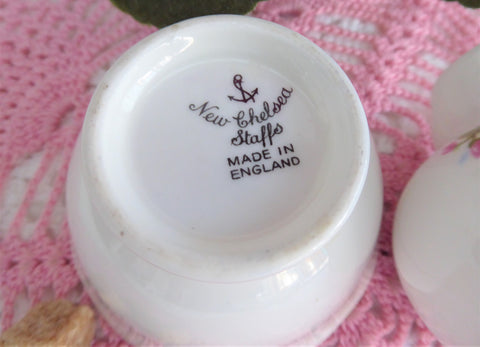 New Chelsea
Staffs
MADE IN
ENGLAND